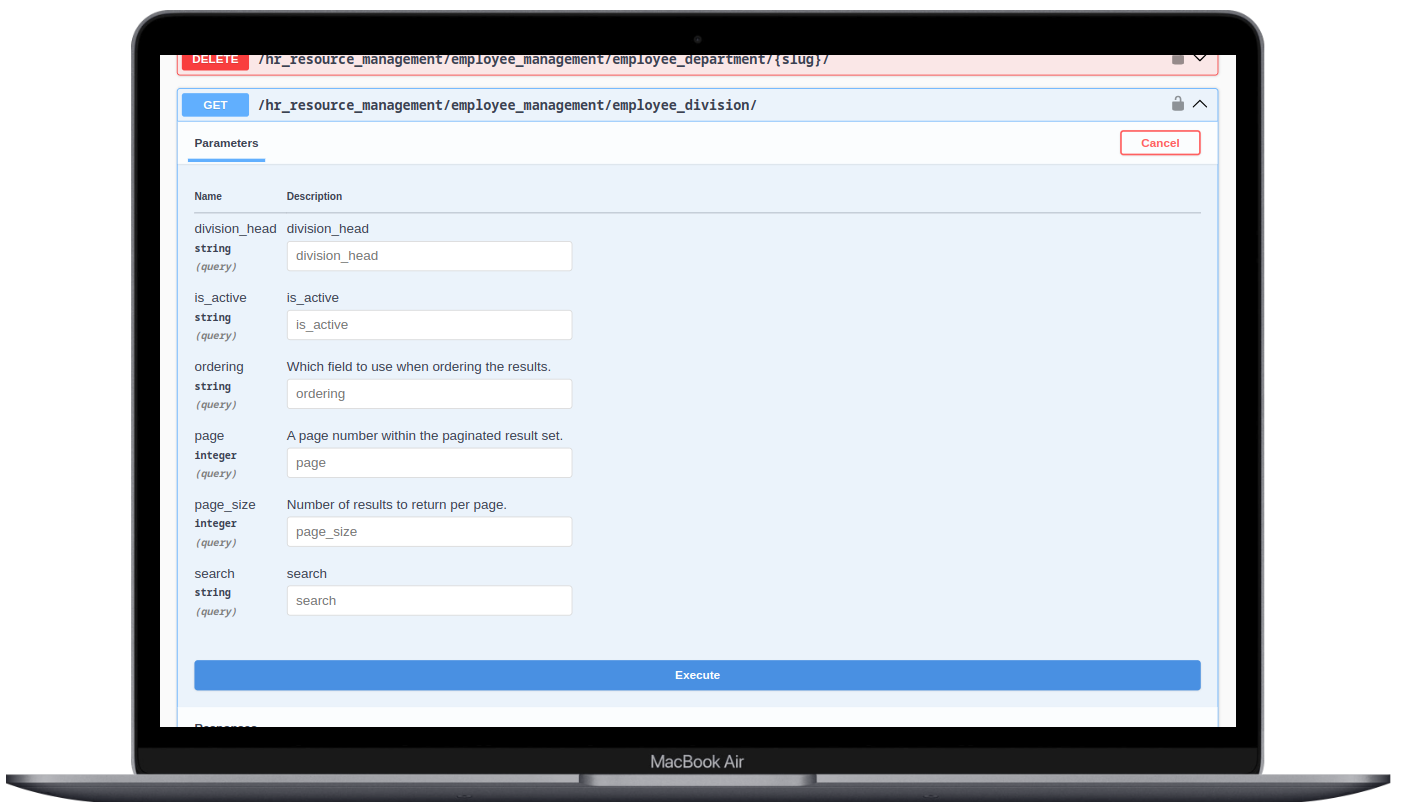 DELETE /hr_resource_management/employee_management/employee_department/{slug}/
GET /hr_resource_management/employee_management/employee_division/
Parameters Cancel
Name Description
division_head division_head
string division_head
(query)
is_active is_active
string is_active
(query)
ordering Which field to use when ordering the results.
string ordering
(query)
page A page number within the paginated result set.
integer page
(query)
page_size Number of results to return per page.
integer page_size
(query)
search search
string search
(query)
Execute
Responses
MacBook Air